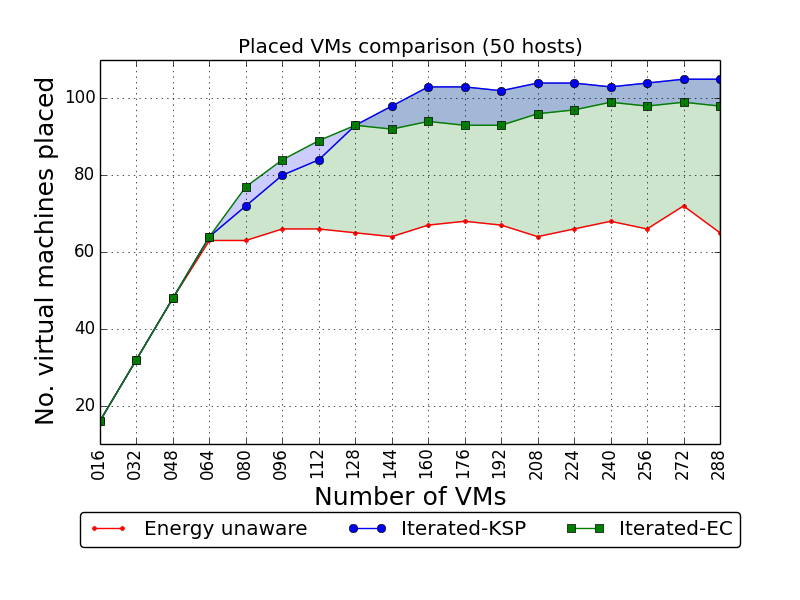 Placed VMs comparison (50 hosts)
No. virtual machines placed
100
80
60
40
20
016 032 048 064 080 096 112 128 144 160 176 192 208 224 240 256 272 288
Number of VMs
Energy unaware Iterated-KSP Iterated-EC